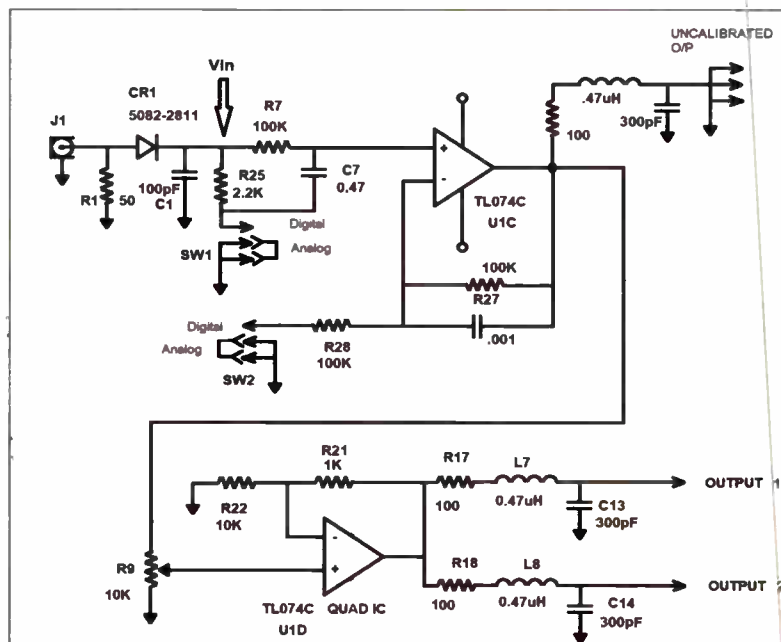 UNCALIBRATED
O/P
VIn
CR1
5082-2811
R7
100K
.47uH
J1
100
300pF
R1
50
100pF
C1
R25
2.2K
C7
0.47
+
-
TL074C
U1C
Digital
Analog
SW1
100K
R27
.001
Digital
Analog
R28
100K
SW2
R21
1K
R17
L7
R22
10K
100
0.47uH
OUTPUT 1
C13
300pF
-
+
R9
10K
R18
L8
100
0.47uH
OUTPUT
C14
300pF
TL074C QUAD IC
U1D